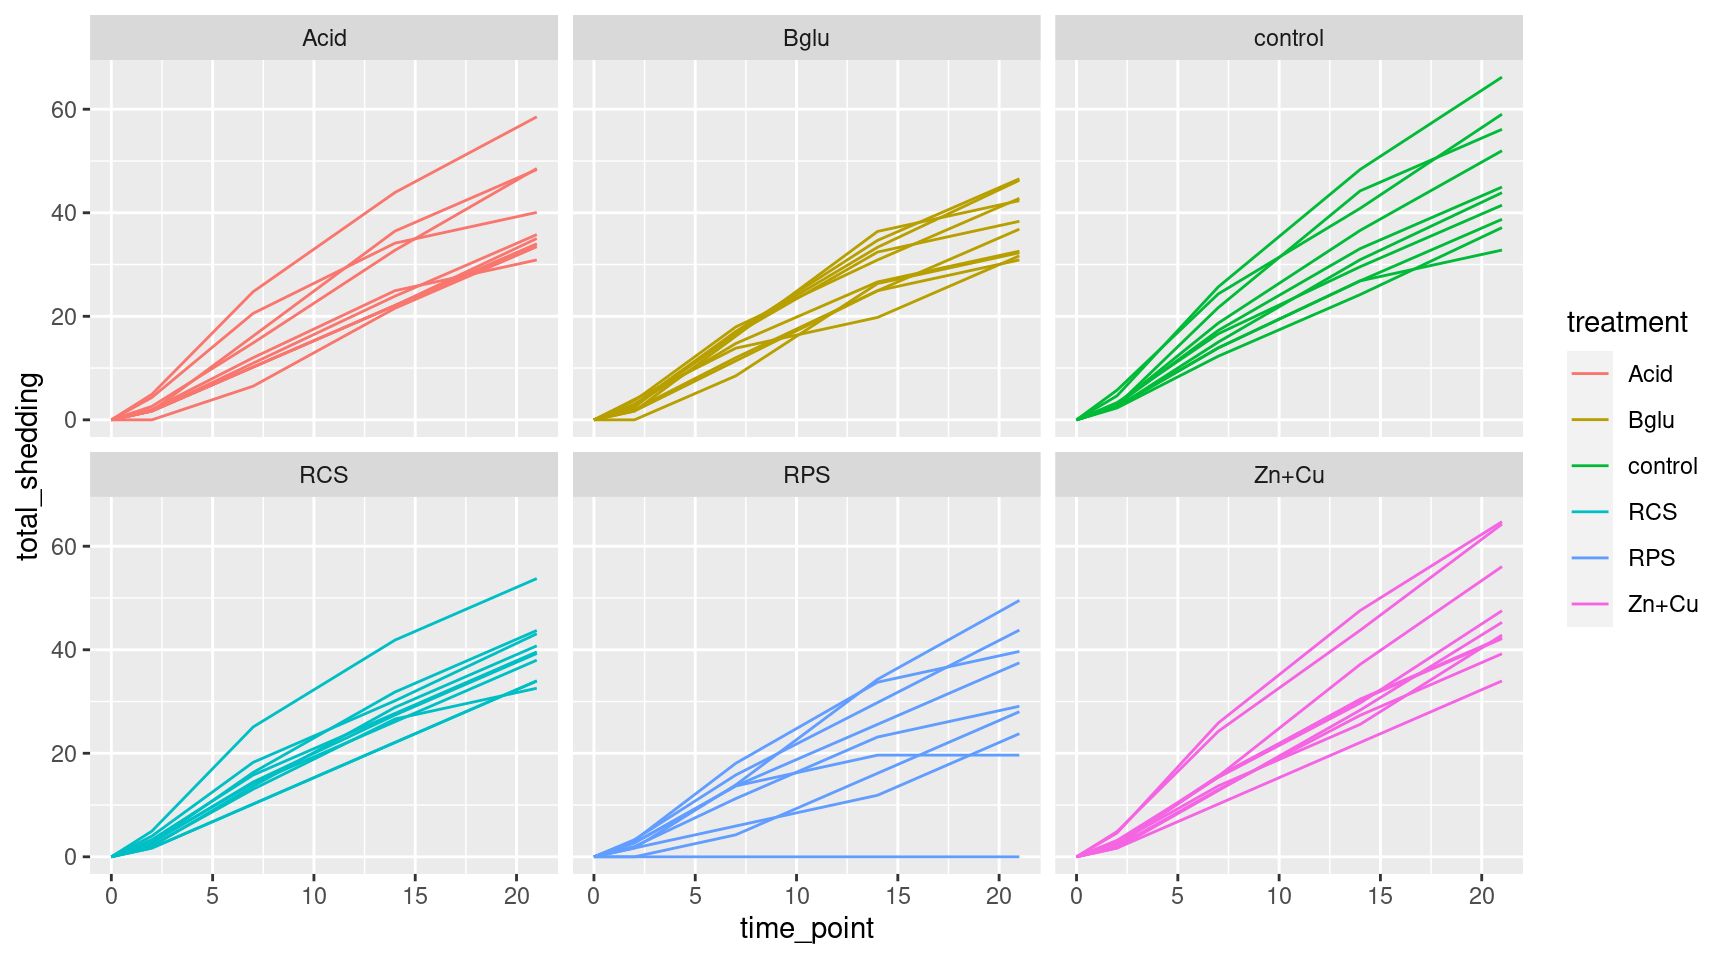 Acid Bglu control
60
40
20
0
RCS RPS Zn+Cu
60
40
20
0
0 5 10 15 20 0 5 10 15 20 0 5 10 15 20
time_point
total_shedding
treatment
Acid
Bglu
control
RCS
RPS
Zn+Cu